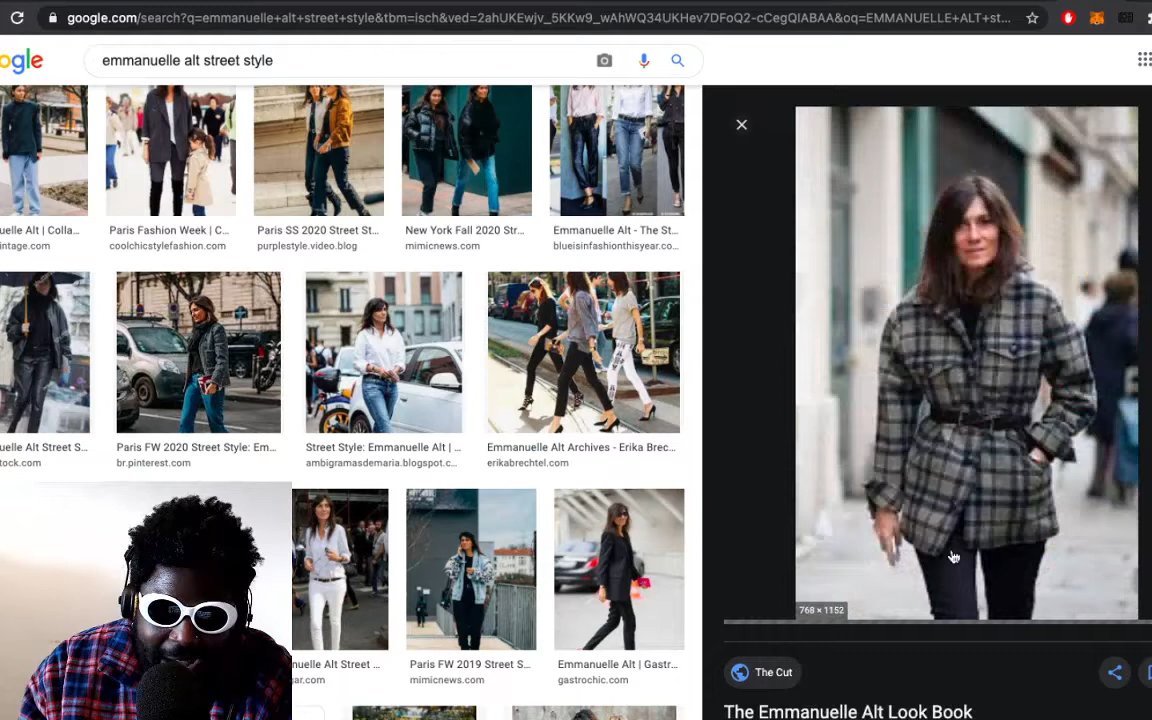 google.com/search?q=emmanuelle+alt+street+style&tbm=isch&ved=2ahUKEwjv_5KKw9_wAhWQ34UKHev7DFoQ2-cCegQIABAA&oq=EMMANUELLE+ALT+st...
ogle
emmanuelle alt street style
uelle Alt | Colla...
Paris Fashion Week | C...
Paris SS 2020 Street St...
New York Fall 2020 Str...
Emmanuelle Alt - The St...
intage.com
coolchicstylefashion.com
purplestyle.video.blog
mimicnews.com
blueisinfashionthisyear.co...
uelle Alt Street S...
Paris FW 2020 Street Style: Em...
Street Style: Emmanuelle Alt | ...
Emmanuelle Alt Archives - Erika Brec...
tock.com
br.pinterest.com
ambigramasdemaria.blogspot.c...
erikabrechtel.com
768 × 1152
nuelle Alt Street ...
Paris FW 2019 Street S...
Emmanuelle Alt | Gastr...
ar.com
mimicnews.com
gastrochic.com
The Cut
The Emmanuelle Alt Look Book